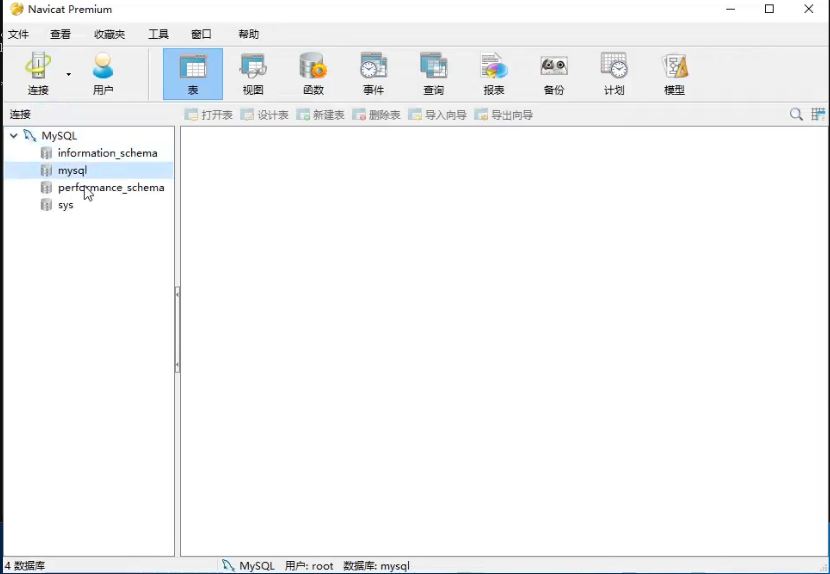 Navicat Premium
文件 查看 收藏夹 工具 窗口 帮助
连接 用户 表 视图 函数 事件 查询 报表 备份 计划 模型
连接 打开表 设计表 新建表 删除表 导入向导 导出向导
MySQL
information_schema
mysql
performance_schema
sys
4 数据库 MySQL 用户: root 数据库: mysql